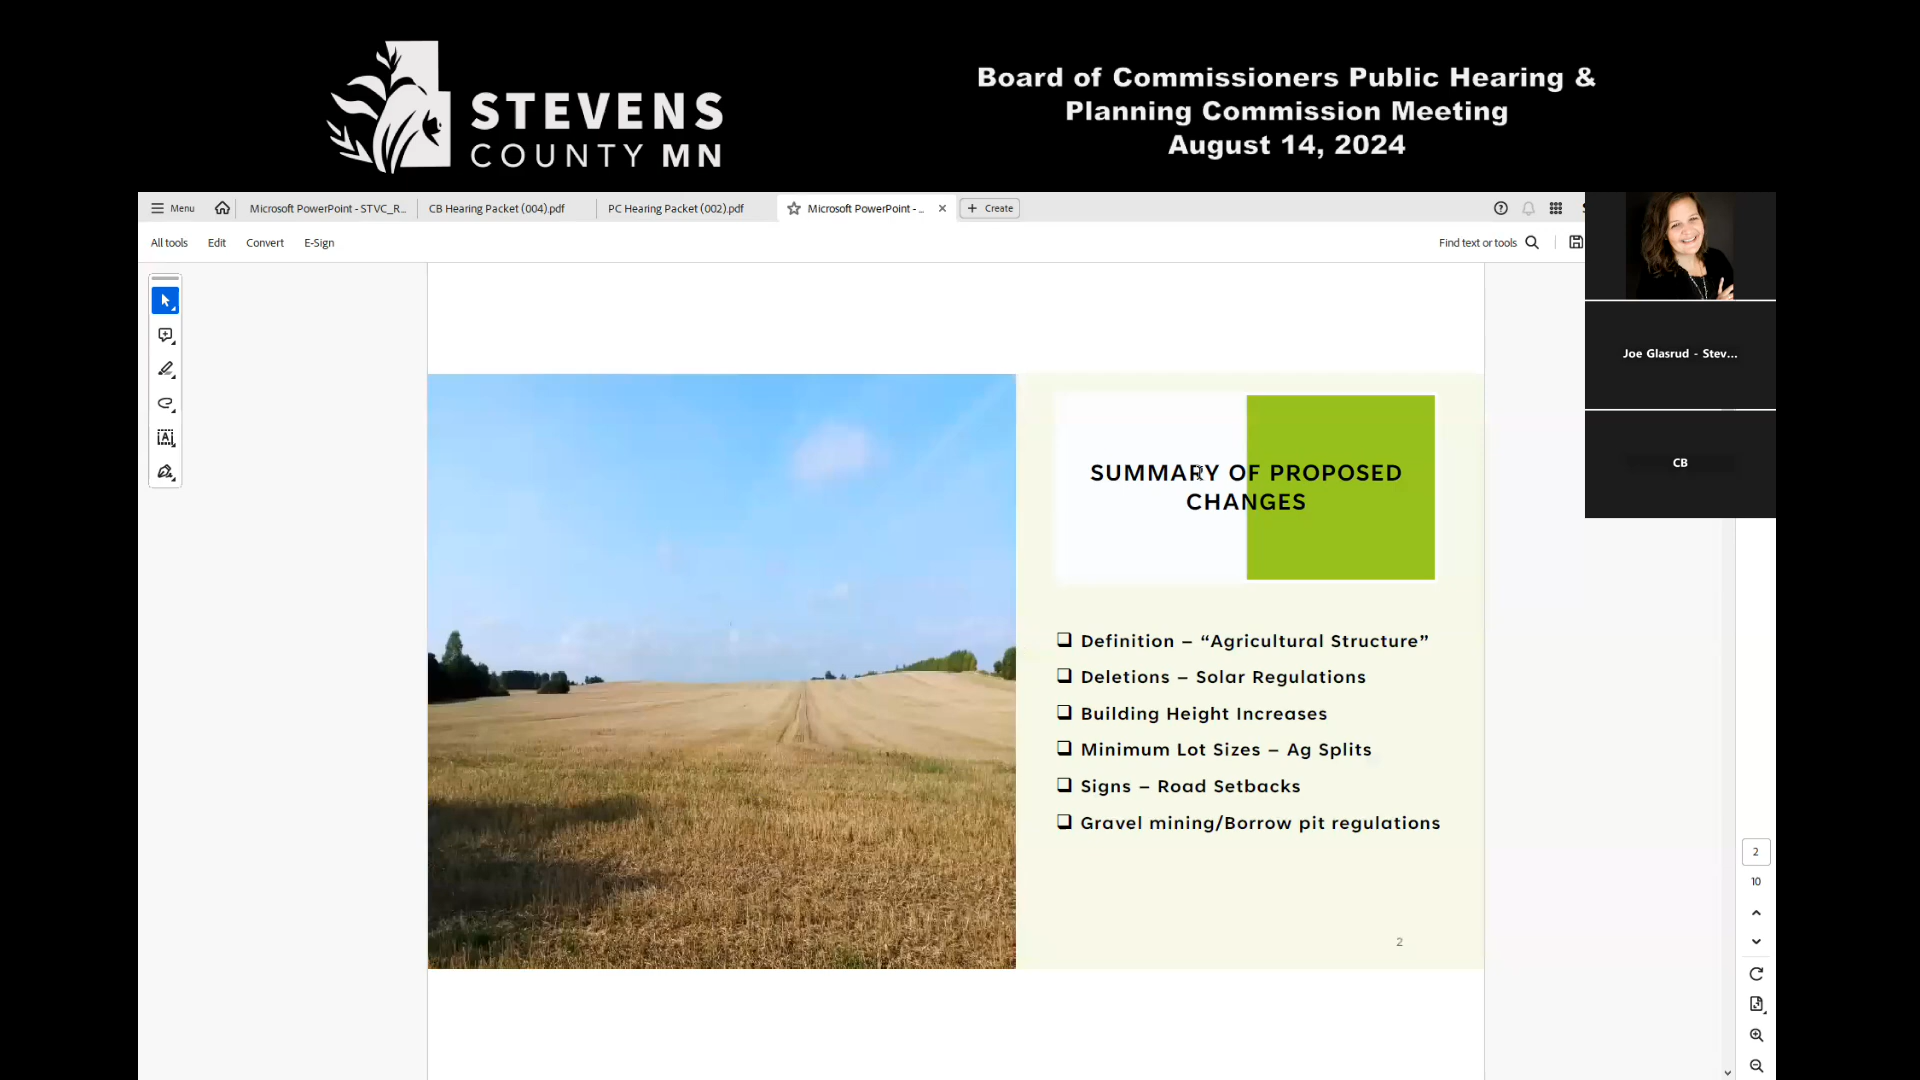 STEVENS
COUNTY MN
Board of Commissioners Public Hearing &
Planning Commission Meeting
August 14, 2024
Menu
Microsoft PowerPoint - STVC_R...
CB Hearing Packet (004).pdf
PC Hearing Packet (002).pdf
Microsoft PowerPoint - ...
Create
All tools
Edit
Convert
E-Sign
Find text or tools
Joe Glasrud - Stev...
CB
SUMMARY OF PROPOSED
CHANGES
Definition – “Agricultural Structure”
Deletions – Solar Regulations
Building Height Increases
Minimum Lot Sizes – Ag Splits
Signs – Road Setbacks
Gravel mining/Borrow pit regulations
2
2
10